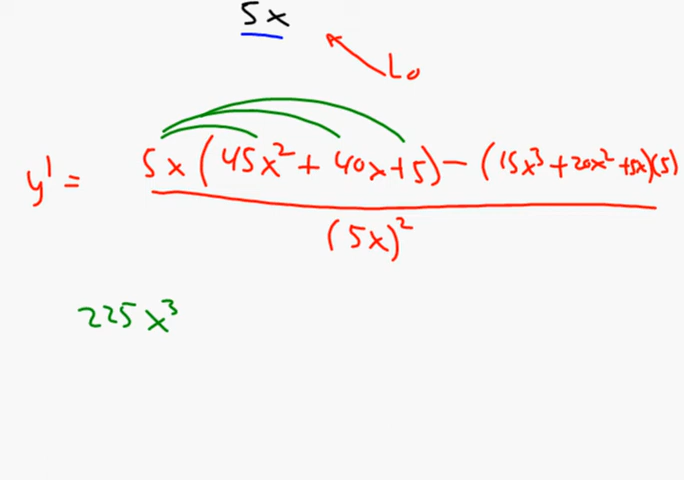 5x
Lo
y' = 5x(45x² + 40x + 5) − (15x³ + 20x² + 5x)(5)
(5x)²
225x³